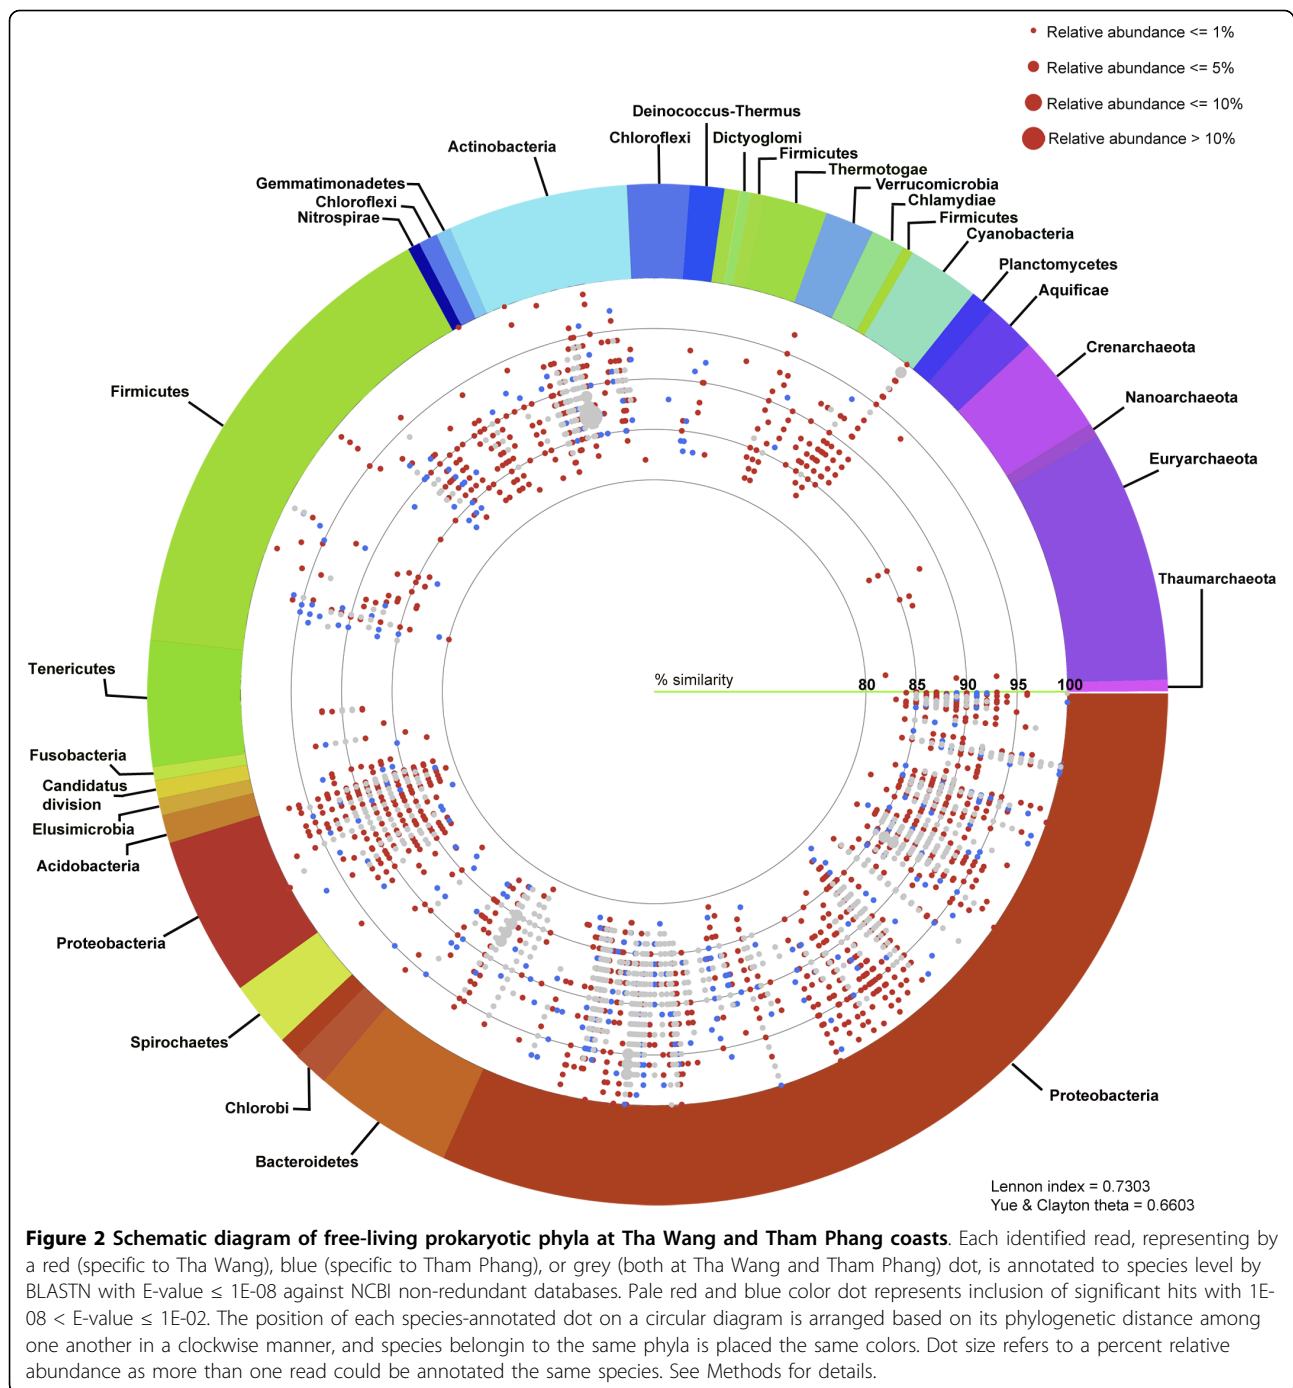 Relative abundance <= 1%
Relative abundance <= 5%
Relative abundance <= 10%
Relative abundance > 10%
Deinococcus-Thermus
Chloroflexi
Dictyoglomi
Actinobacteria
Firmicutes
Thermotogae
Gemmatimonadetes
Verrucomicrobia
Chloroflexi
Chlamydiae
Nitrospirae
Firmicutes
Cyanobacteria
Planctomycetes
Aquificae
Crenarchaeota
Firmicutes
Nanoarchaeota
Euryarchaeota
Thaumarchaeota
Tenericutes
% similarity
80 85 90 95 100
Fusobacteria
Candidatus
division
Elusimicrobia
Acidobacteria
Proteobacteria
Spirochaetes
Chlorobi
Proteobacteria
Bacteroidetes
Lennon index = 0.7303
Yue & Clayton theta = 0.6603
Figure 2 Schematic diagram of free-living prokaryotic phyla at Tha Wang and Tham Phang coasts. Each identified read, representing by
a red (specific to Tha Wang), blue (specific to Tham Phang), or grey (both at Tha Wang and Tham Phang) dot, is annotated to species level by
BLASTN with E-value ≤ 1E-08 against NCBI non-redundant databases. Pale red and blue color dot represents inclusion of significant hits with 1E-
08 < E-value ≤ 1E-02. The position of each species-annotated dot on a circular diagram is arranged based on its phylogenetic distance among
one another in a clockwise manner, and species belongin to the same phyla is placed the same colors. Dot size refers to a percent relative
abundance as more than one read could be annotated the same species. See Methods for details.